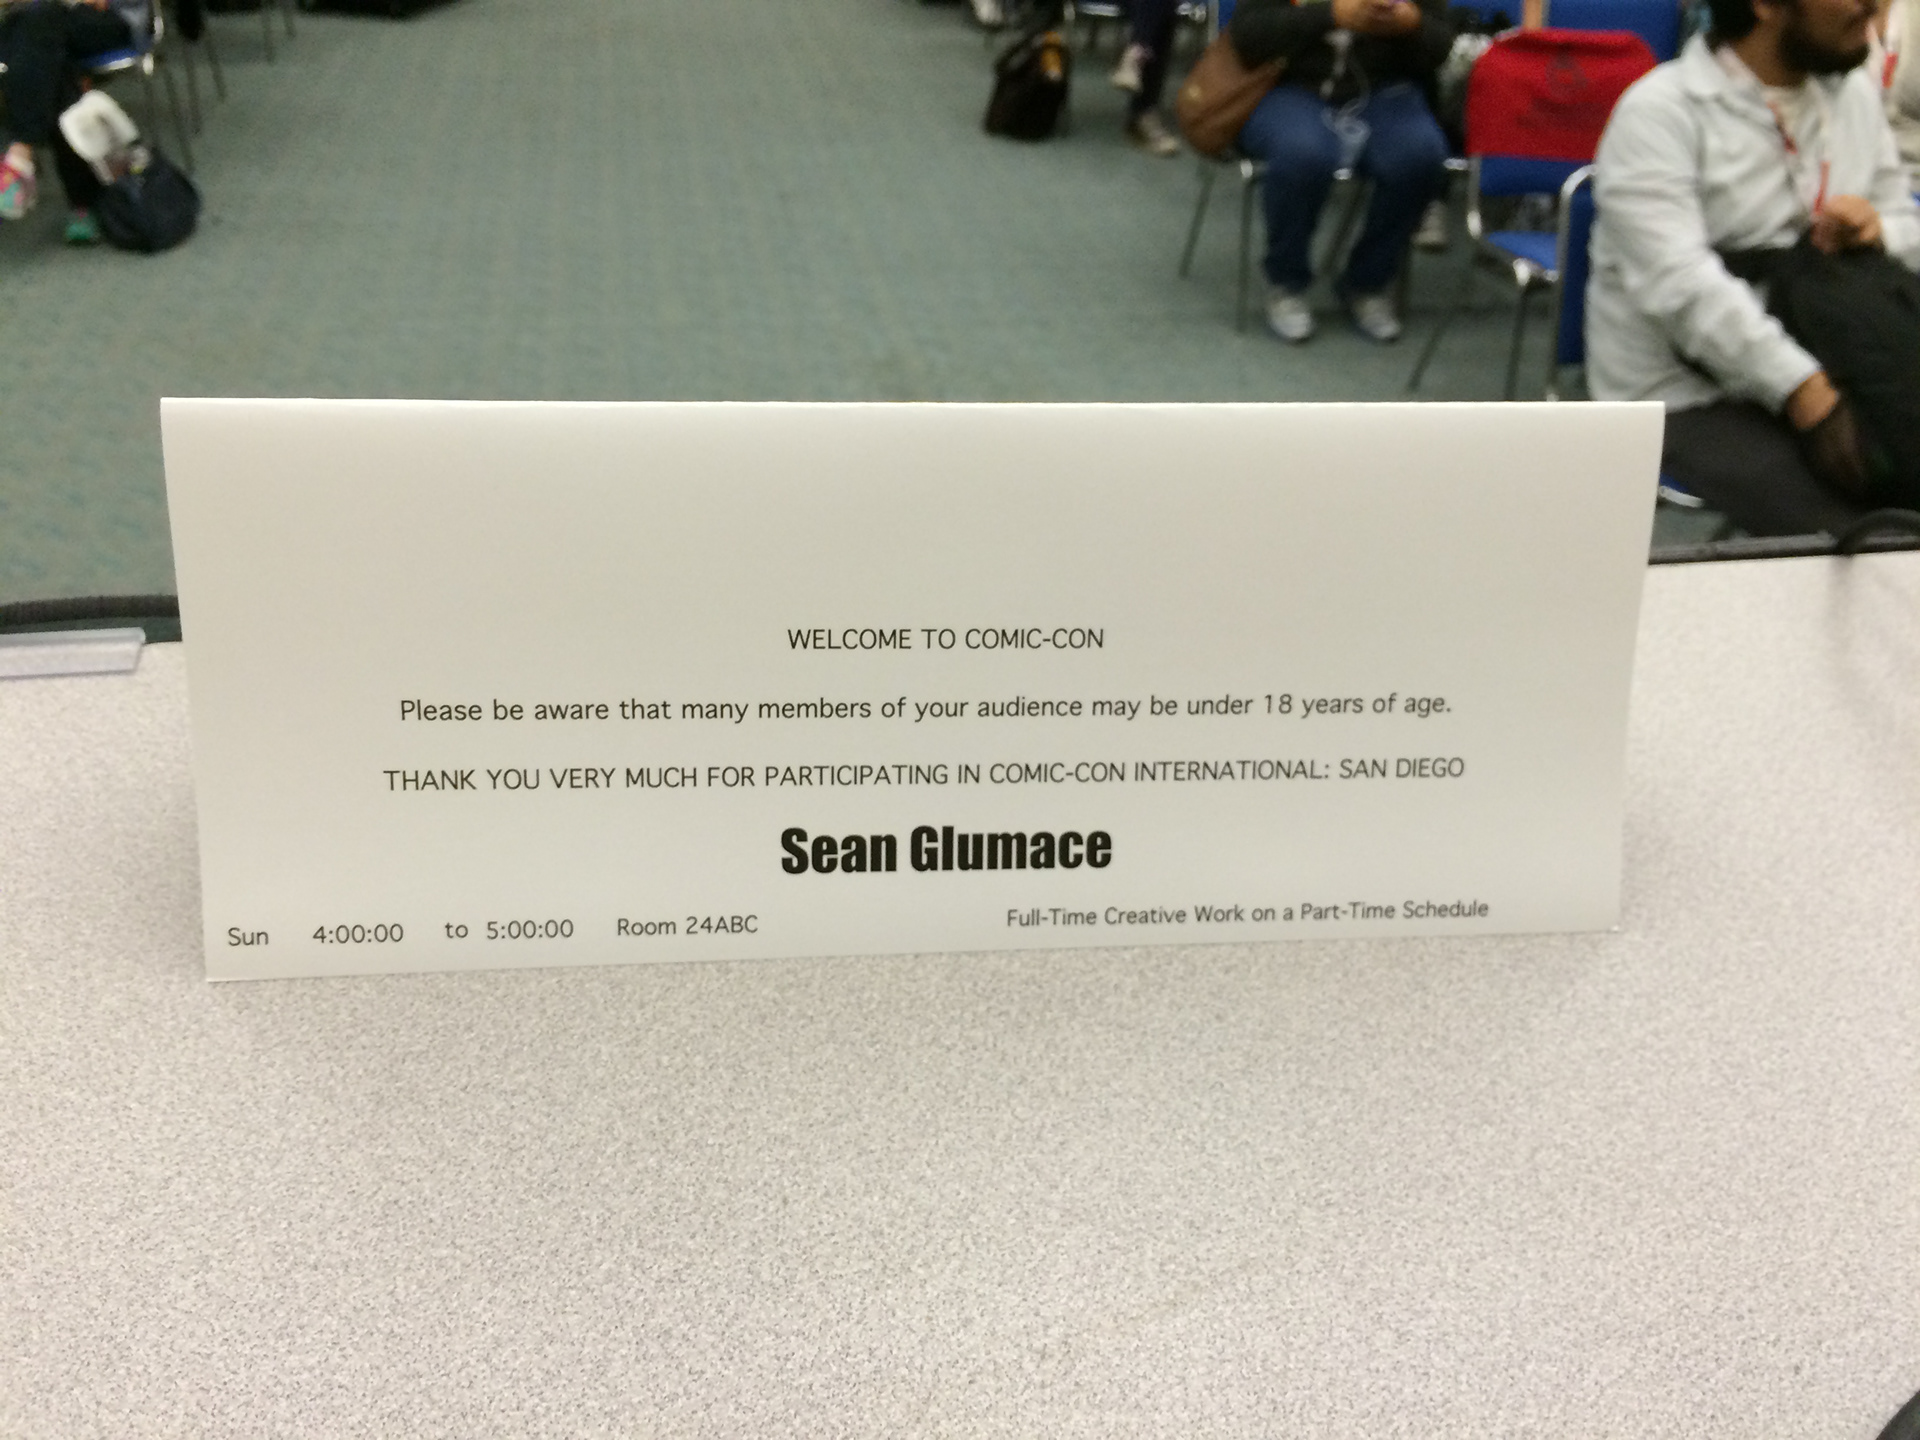 WELCOME TO COMIC-CON
Please be aware that many members of your audience may be under 18 years of age.
THANK YOU VERY MUCH FOR PARTICIPATING IN COMIC-CON INTERNATIONAL: SAN DIEGO
Sean Glumace
Sun 4:00:00 to 5:00:00 Room 24ABC Full-Time Creative Work on a Part-Time Schedule